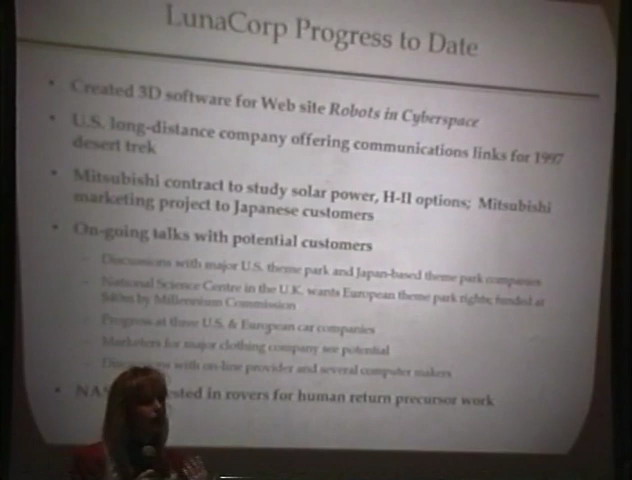 LunaCorp Progress to Date
• Created 3D software for Web site Robots in Cyberspace
• U.S. long-distance company offering communications links for 1997
desert trek
• Mitsubishi contract to study solar power, H-II options; Mitsubishi
marketing project to Japanese customers
• On-going talks with potential customers
– Discussions with major U.S. theme park and Japan-based theme park companies
– National Science Centre in the U.K. wants European theme park rights; funded at
by Millennium Commission
– Progress at three U.S. & European car companies
– Marketers for major clothing company see potential
– Discussions with on-line provider and several computer makers
• in rovers for human return precursor work